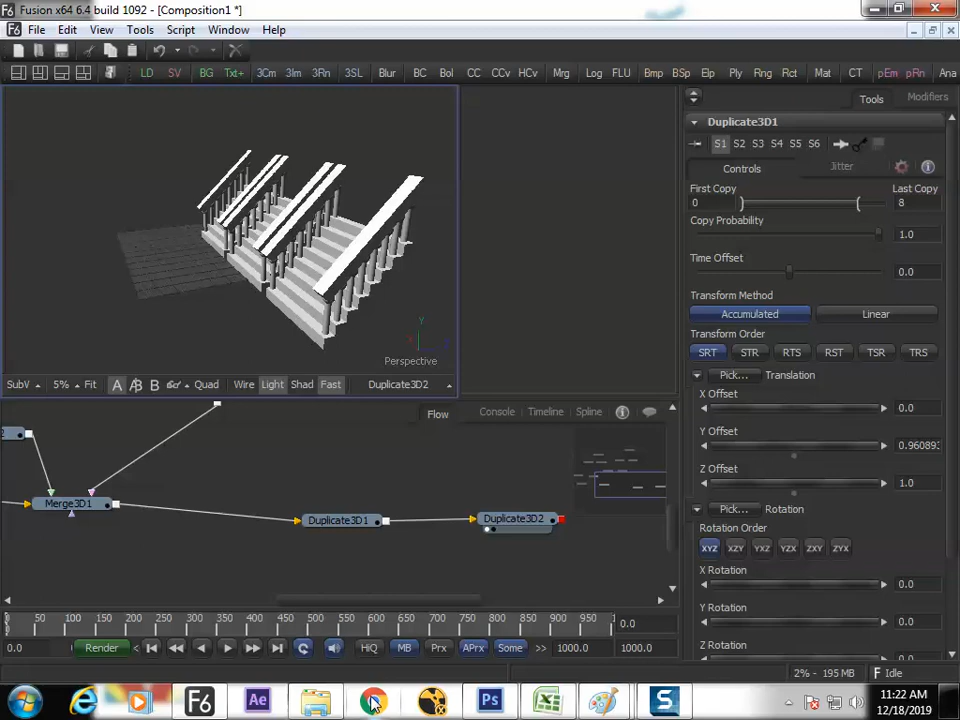 Fusion x64 6.4 build 1092 - [Composition1 *]
File Edit View Tools Script Window Help
LD SV BG Txt+ 3Cm 3Im 3Rn 3SL Blur BC Bol CC CCv HCv Mrg Log FLU Bmp BSp Elp Ply Rng Rct Mat CT pEm pRn Ana
Tools Modifiers
Duplicate3D1
S1 S2 S3 S4 S5 S6
Controls Jitter
First Copy Last Copy
0 8
Copy Probability
1.0
Time Offset
0.0
Transform Method
Accumulated Linear
Transform Order
SRT STR RTS RST TSR TRS
Pick... Translation
X Offset
0.0
Y Offset
0.960893
Z Offset
1.0
Pick... Rotation
Rotation Order
XYZ XZY YXZ YZX ZXY ZYX
X Rotation
0.0
Y Rotation
0.0
Z Rotation
Y
Perspective
SubV 5% Fit A B Quad Wire Light Shad Fast Duplicate3D2
Flow Console Timeline Spline
2
Merge3D1
Duplicate3D1
Duplicate3D2
0 50 100 150 200 250 300 350 400 450 500 550 600 650 700 750 800 850 900 950
0.0
0.0 Render HiQ MB Prx APrx Some >> 1000.0 1000.0
2% - 195 MB Idle
F6 Ae Ps S
11:22 AM
12/18/2019